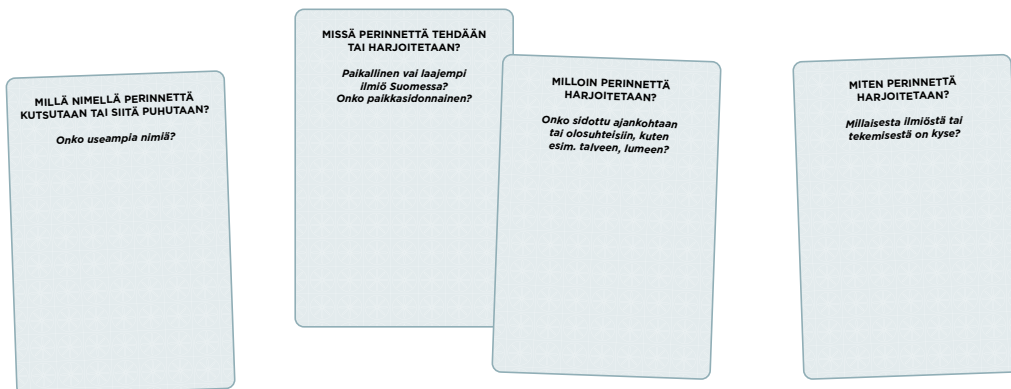 MILLÄ NIMELLÄ PERINNETTÄ
KUTSUTAAN TAI SIITÄ PUHUTAAN?
Onko useampia nimiä?
MISSÄ PERINNETTÄ TEHDÄÄN
TAI HARJOITETAAN?
Paikallinen vai laajempi
ilmiö Suomessa?
Onko paikkasidonnainen?
MILLOIN PERINNETTÄ
HARJOITETAAN?
Onko sidottu ajankohtaan
tai olosuhteisiin, kuten
esim. talveen, lumeen?
MITEN PERINNETTÄ
HARJOITETAAN?
Millaisesta ilmiöstä tai
tekemisestä on kyse?